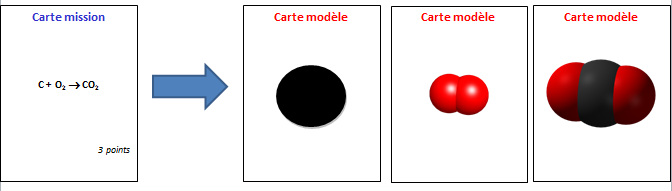 Carte mission
C + O₂ → CO₂
3 points
Carte modèle
Carte modèle
Carte modèle